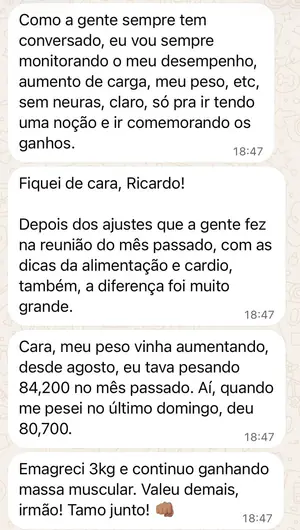 Como a gente sempre tem
conversado, eu vou sempre
monitorando o meu desempenho,
aumento de carga, meu peso, etc,
sem neuras, claro, só pra ir tendo
uma noção e ir comemorando os
ganhos.
18:47
Fiquei de cara, Ricardo!
Depois dos ajustes que a gente fez
na reunião do mês passado, com as
dicas da alimentação e cardio,
também, a diferença foi muito
grande.
18:47
Cara, meu peso vinha aumentando,
desde agosto, eu tava pesando
84,200 no mês passado. Aí, quando
me pesei no último domingo, deu
80,700.
18:47
Emagreci 3kg e continuo ganhando
massa muscular. Valeu demais,
irmão! Tamo junto! 👊🏽
18:47